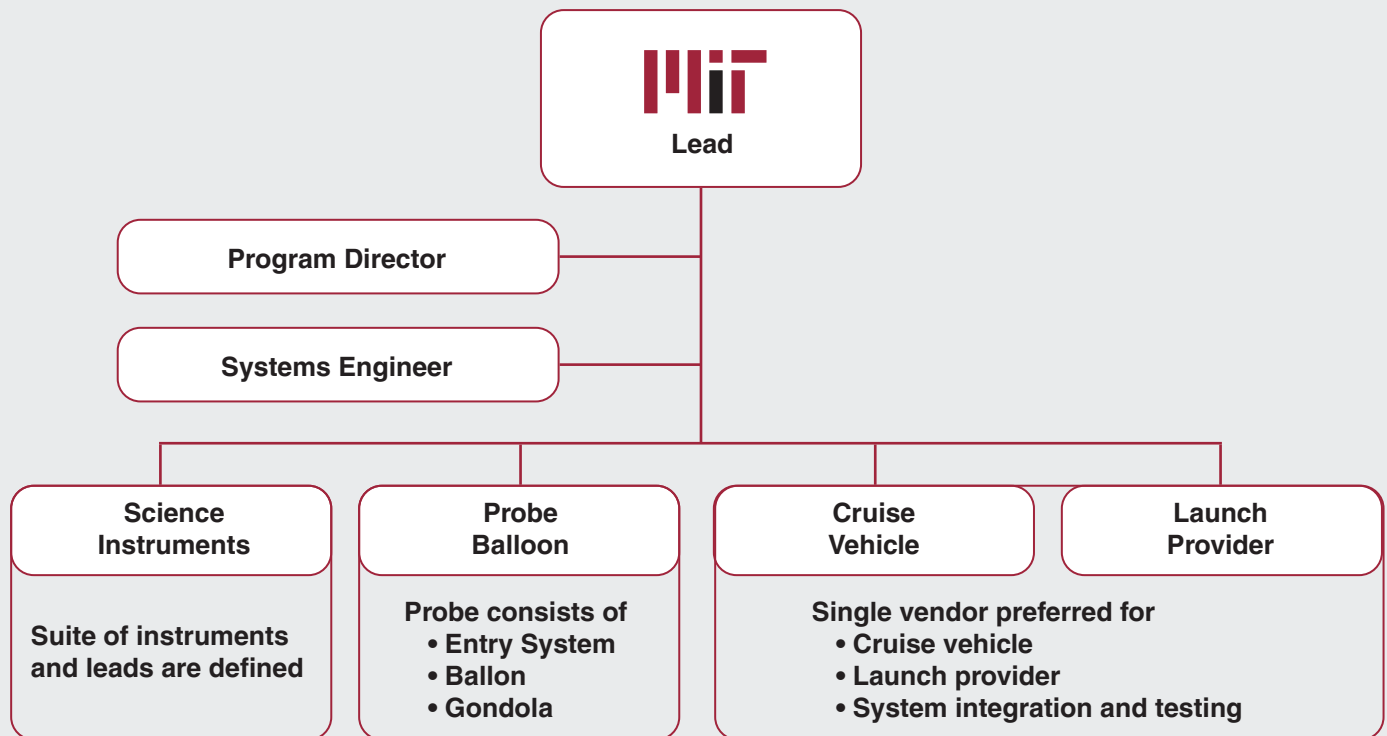 MIT
Lead
Program Director
Systems Engineer
Science
Instruments
Suite of instruments
and leads are defined
Probe
Balloon
Probe consists of
• Entry System
• Ballon
• Gondola
Cruise
Vehicle
Launch
Provider
Single vendor preferred for
• Cruise vehicle
• Launch provider
• System integration and testing